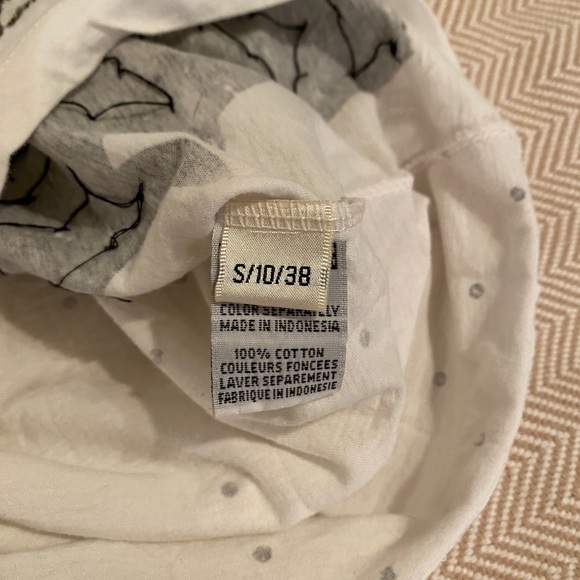 S/10/38
COLOR SEPARATELY
MADE IN INDONESIA
100% COTTON
COULEURS FONCEES
LAVER SEPAREMENT
FABRIQUE IN INDONESIE